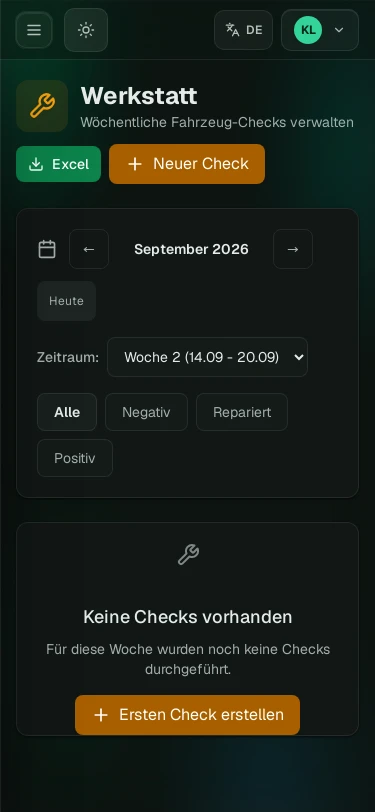 DE
KL
Werkstatt
Wöchentliche Fahrzeug-Checks verwalten
Excel
+ Neuer Check
← September 2026 →
Heute
Zeitraum: Woche 2 (14.09 - 20.09)
Alle Negativ Repariert
Positiv
Keine Checks vorhanden
Für diese Woche wurden noch keine Checks
durchgeführt.
+ Ersten Check erstellen